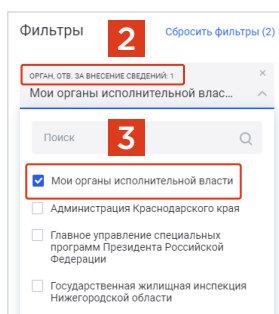 Фильтры
2
Сбросить фильтры (2)
ОРГАН, ОТВ. ЗА ВНЕСЕНИЕ СВЕДЕНИЙ: 1
Мои органы исполнительной влас...
Поиск
3
Мои органы исполнительной власти
Администрация Краснодарского края
Главное управление специальных
программ Президента Российской
Федерации
Государственная жилищная инспекция
Нижегородской области